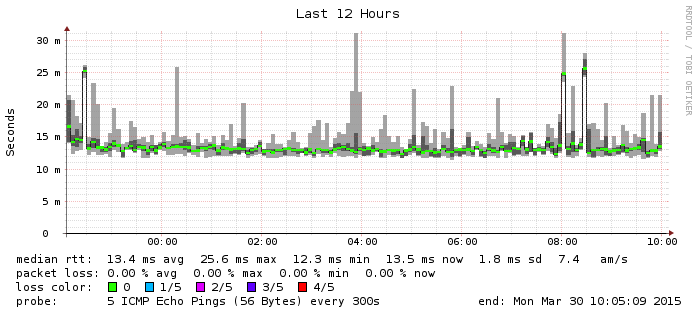 Last 12 Hours
RRDTOOL / TOBI OETIKER
Seconds
30 m
25 m
20 m
15 m
10 m
5 m
0
00:00 02:00 04:00 06:00 08:00 10:00
median rtt: 13.4 ms avg 25.6 ms max 12.3 ms min 13.5 ms now 1.8 ms sd 7.4 am/s
packet loss: 0.00 % avg 0.00 % max 0.00 % min 0.00 % now
loss color: 0 1/5 2/5 3/5 4/5
probe: 5 ICMP Echo Pings (56 Bytes) every 300s end: Mon Mar 30 10:05:09 2015